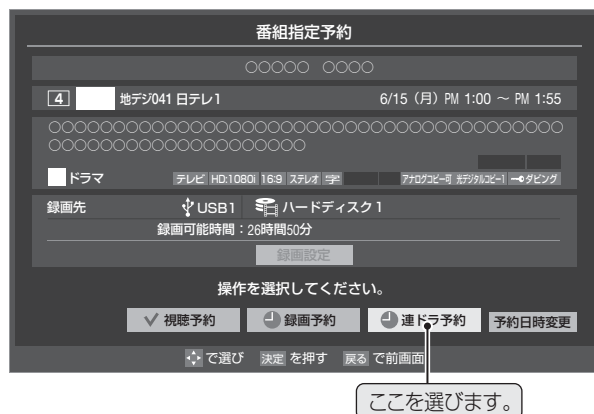 番組指定予約
○○○○○ ○○○○
4 地デジ041 日テレ1 6/15（月）PM 1:00 ～ PM 1:55
○○○○○○○○○○○○○○○○○○○○○○○○○○○○○○○○
○○○○○○○○○○○○○○○○
ドラマ テレビ HD:1080i 16:9 ステレオ 字 アナログコピー可 光デジタルコピー1 ダビング
録画先 USB1 ハードディスク1
録画可能時間：26時間50分
録画設定
操作を選択してください。
視聴予約 録画予約 連ドラ予約 予約日時変更
で選び 決定 を押す 戻る で前画面
ここを選びます。